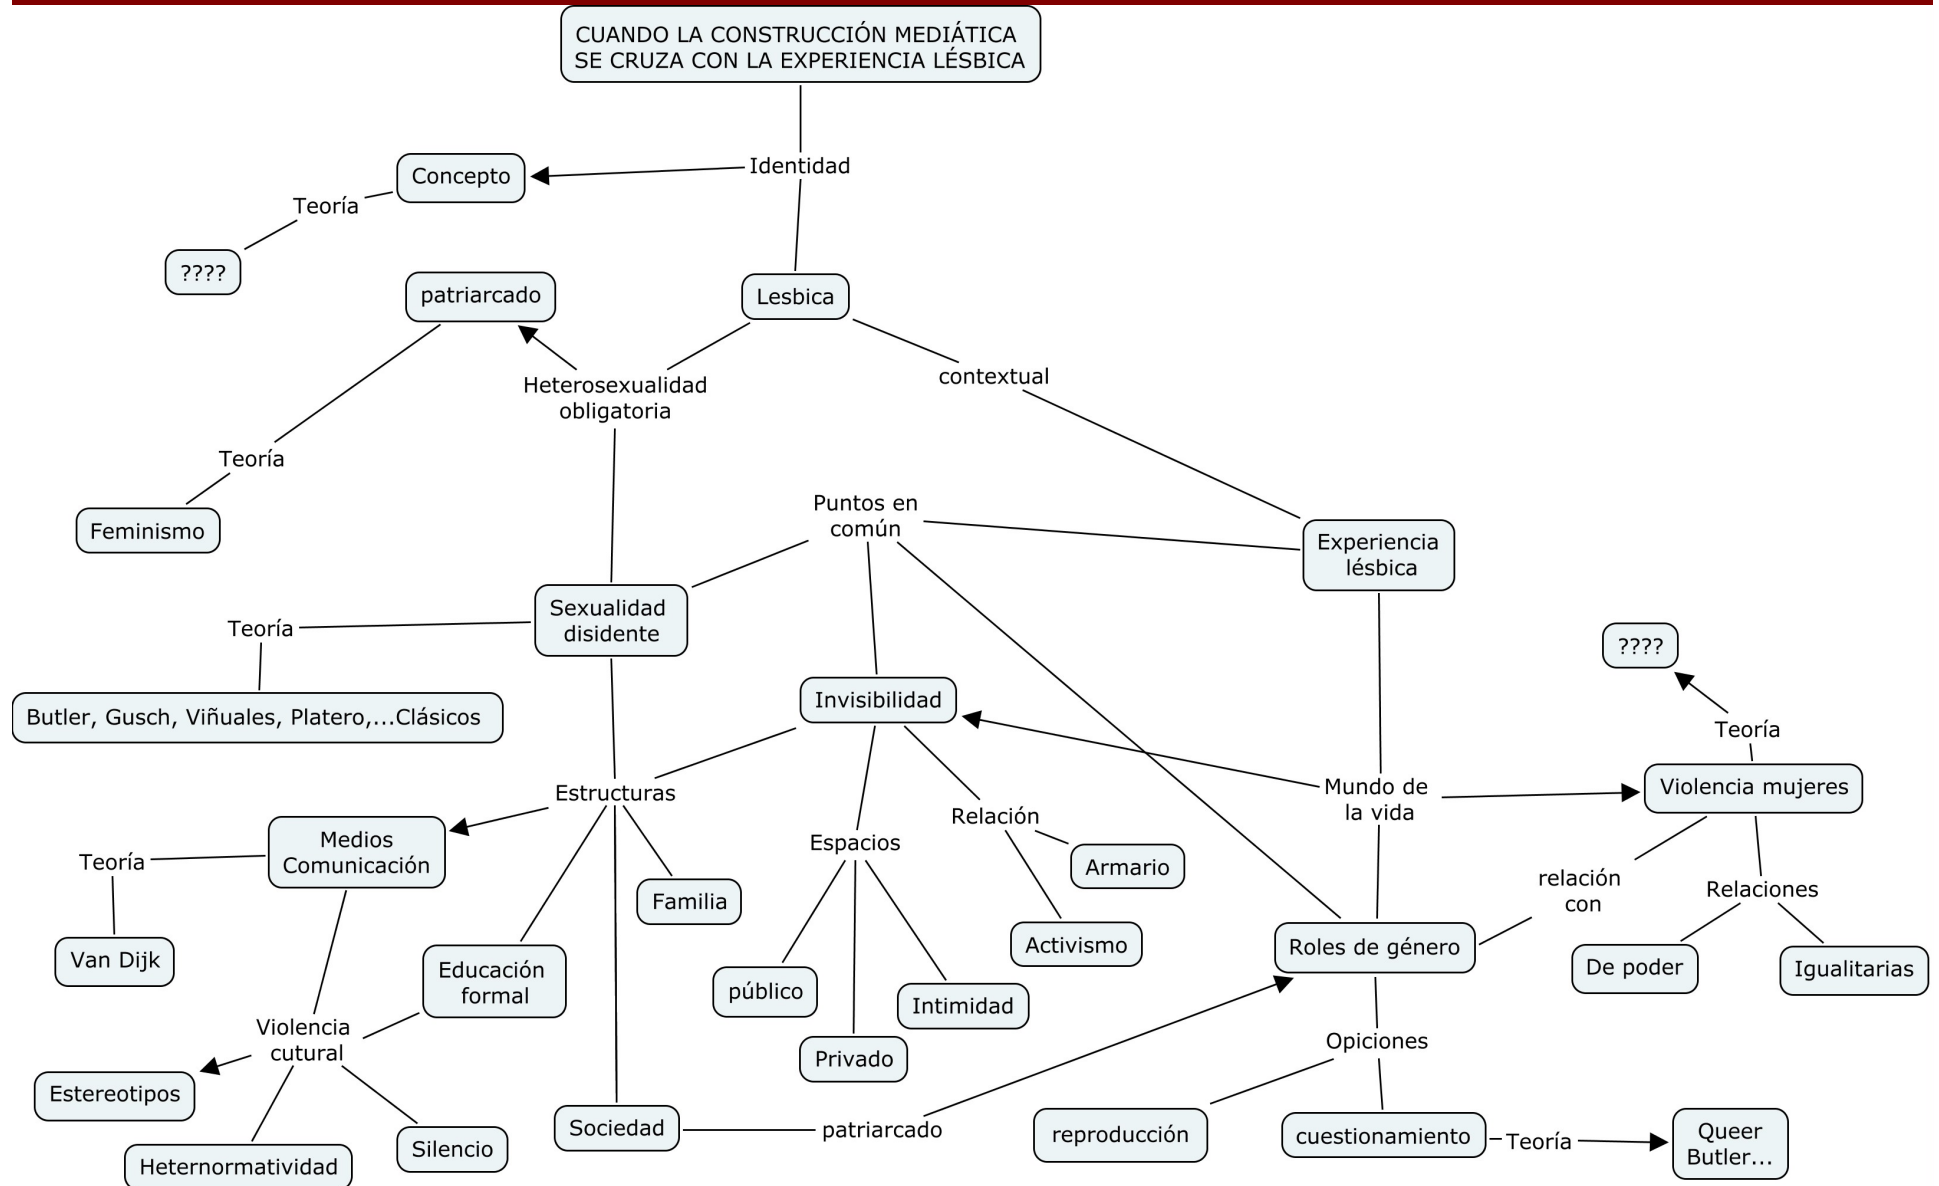 CUANDO LA CONSTRUCCIÓN MEDIÁTICA
SE CRUZA CON LA EXPERIENCIA LÉSBICA
Identidad
Concepto
Teoría
????
patriarcado
Lesbica
Heterosexualidad
obligatoria
contextual
Teoría
Feminismo
Puntos en
común
Experiencia
lésbica
Sexualidad
disidente
Teoría
Butler, Gusch, Viñuales, Platero,...Clásicos
????
Teoría
Invisibilidad
Estructuras
Mundo de
la vida
Violencia mujeres
Relación
Espacios
Medios
Comunicación
Teoría
Armario
Familia
relación
con
Relaciones
Van Dijk
Educación
formal
Activismo
Roles de género
De poder
Igualitarias
público
Intimidad
Privado
Violencia
cutural
Opiciones
Estereotipos
Heternormatividad
Silencio
Sociedad
patriarcado
reproducción
cuestionamiento
Teoría
Queer
Butler...